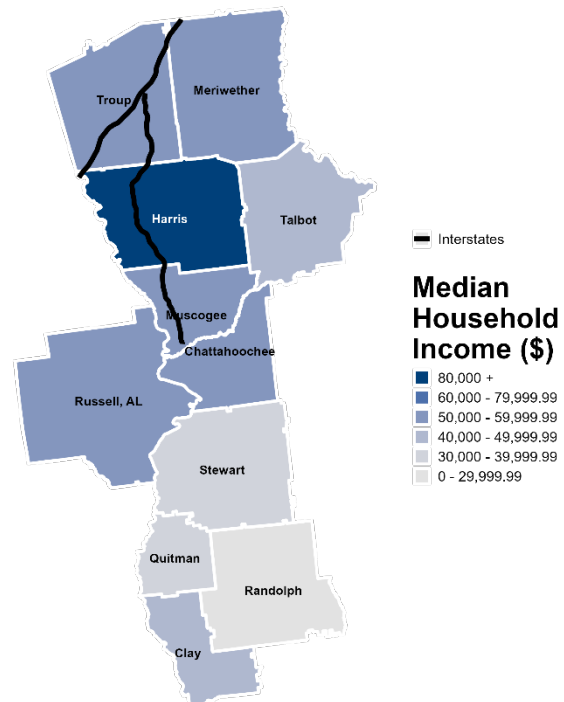 Troup
Meriwether
Harris
Talbot
Interstates
Muscogee
Chattahoochee
Russell, AL
Median
Household
Income ($)
80,000 +
60,000 - 79,999.99
50,000 - 59,999.99
40,000 - 49,999.99
30,000 - 39,999.99
0 - 29,999.99
Stewart
Quitman
Randolph
Clay